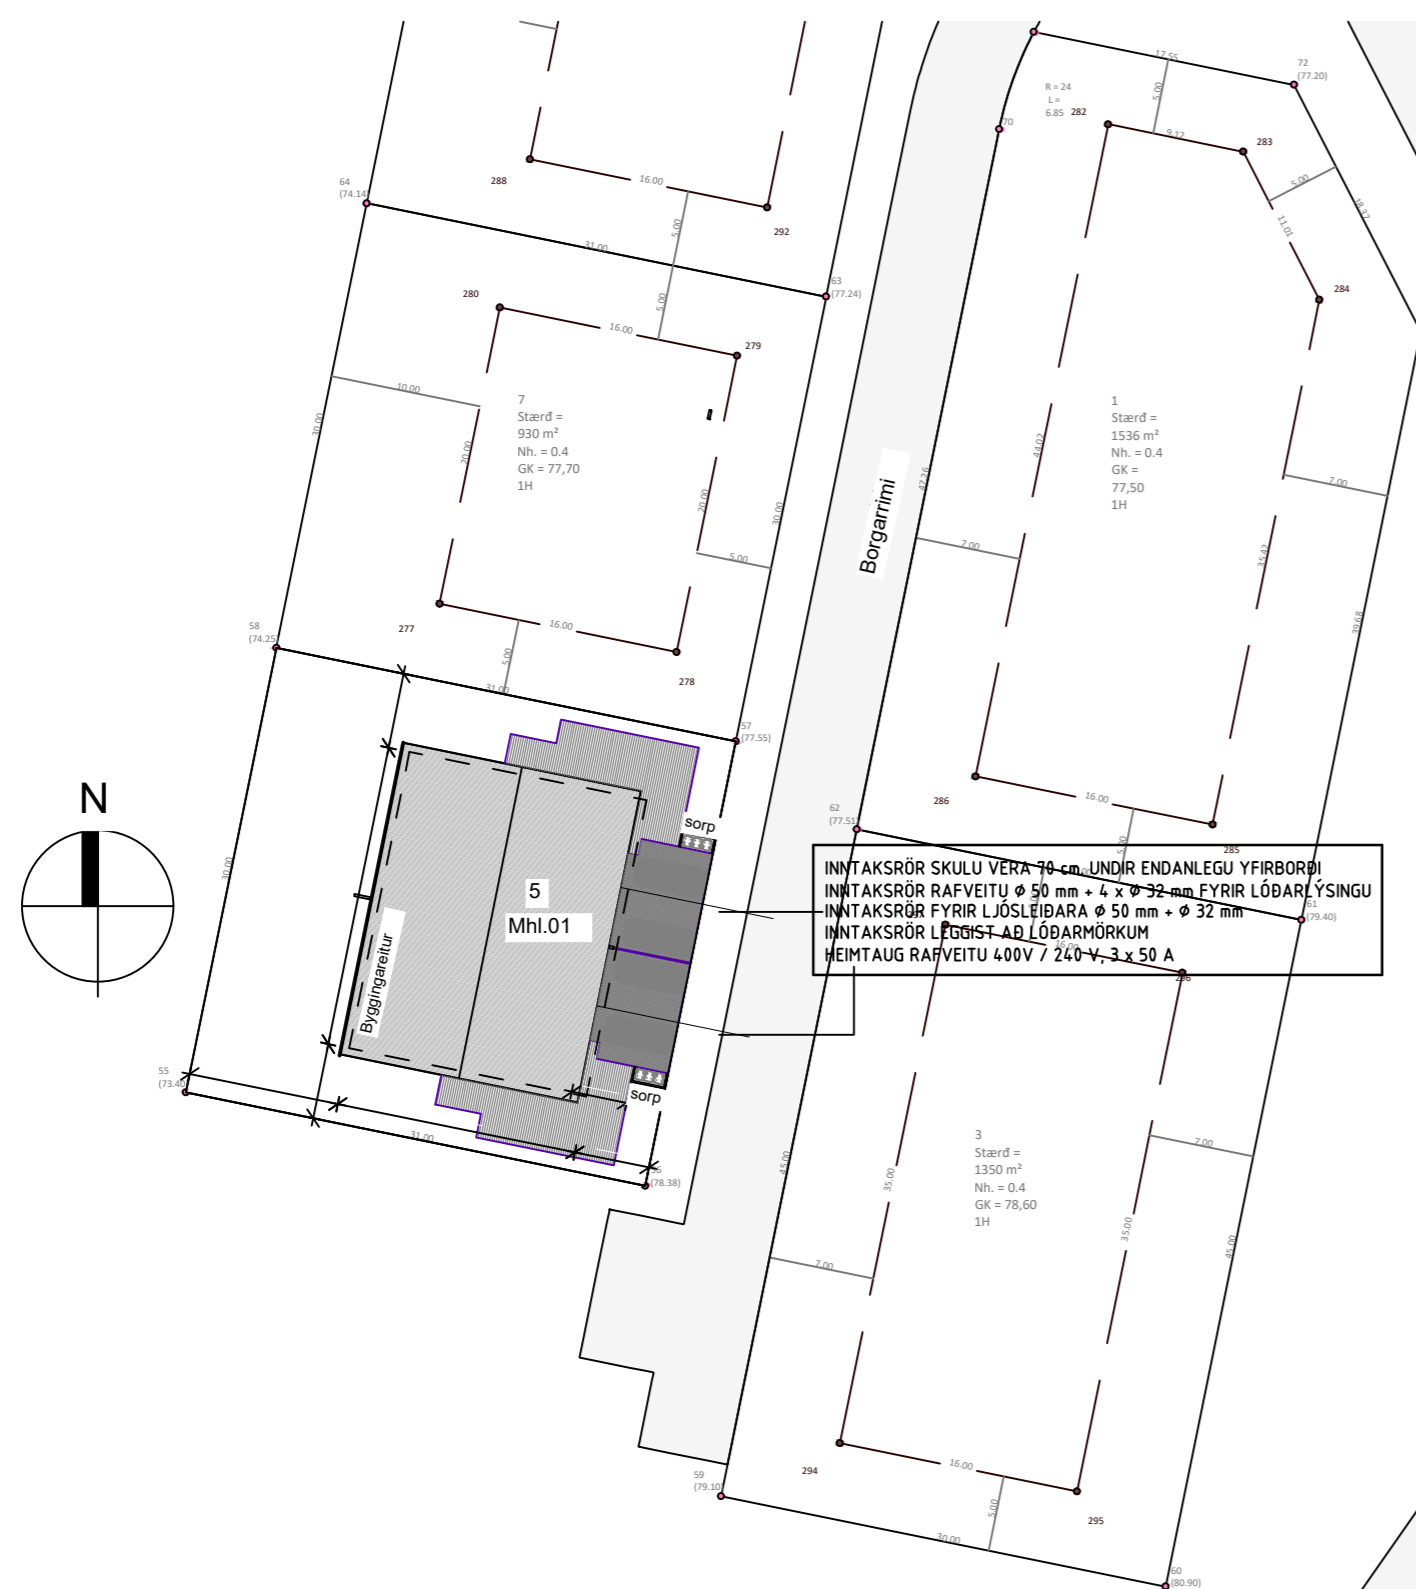 17.55
72
(77.20)
R = 24
L =
6.85
282
5.00
70
9.12
283
5.00
18.37
64
(74.14)
288
16.00
292
5.00
11.01
31.00
63
(77.24)
284
280
5.00
16.00
279
10.00
30.00
7
Stærð =
930 m²
Nh. = 0.4
GK = 77,70
1H
20.00
20.00
30.00
5.00
1
Stærð =
1536 m²
Nh. = 0.4
GK =
77,50
1H
44.02
47.26
Borgarrimi
7.00
7.00
35.42
39.68
277
16.00
278
5.00
58
(74.25)
31.00
57
(77.55)
N
286
16.00
285
5.00
62
(77.51)
61
(79.40)
sorp
5
Mhl.01
Byggingareitur
30.00
INNTAKSRÖR SKULU VERA 70 cm UNDIR ENDANLEGU YFIRBORÐI
INNTAKSRÖR RAFVEITU Ø 50 mm + 4 x Ø 32 mm FYRIR LÓÐARLÝSINGU
INNTAKSRÖR FYRIR LJÓSLEIÐARA Ø 50 mm + Ø 32 mm
INNTAKSRÖR LEGGIST AÐ LÓÐARMÖRKUM
HEIMTAUG RAFVEITU 400V / 240 V, 3 x 50 A
16.00
296
55
(73.40)
sorp
31.00
56
(78.38)
45.00
35.00
3
Stærð =
1350 m²
Nh. = 0.4
GK = 78,60
1H
7.00
7.00
35.00
45.00
59
(79.10)
294
16.00
295
5.00
30.00
60
(80.90)